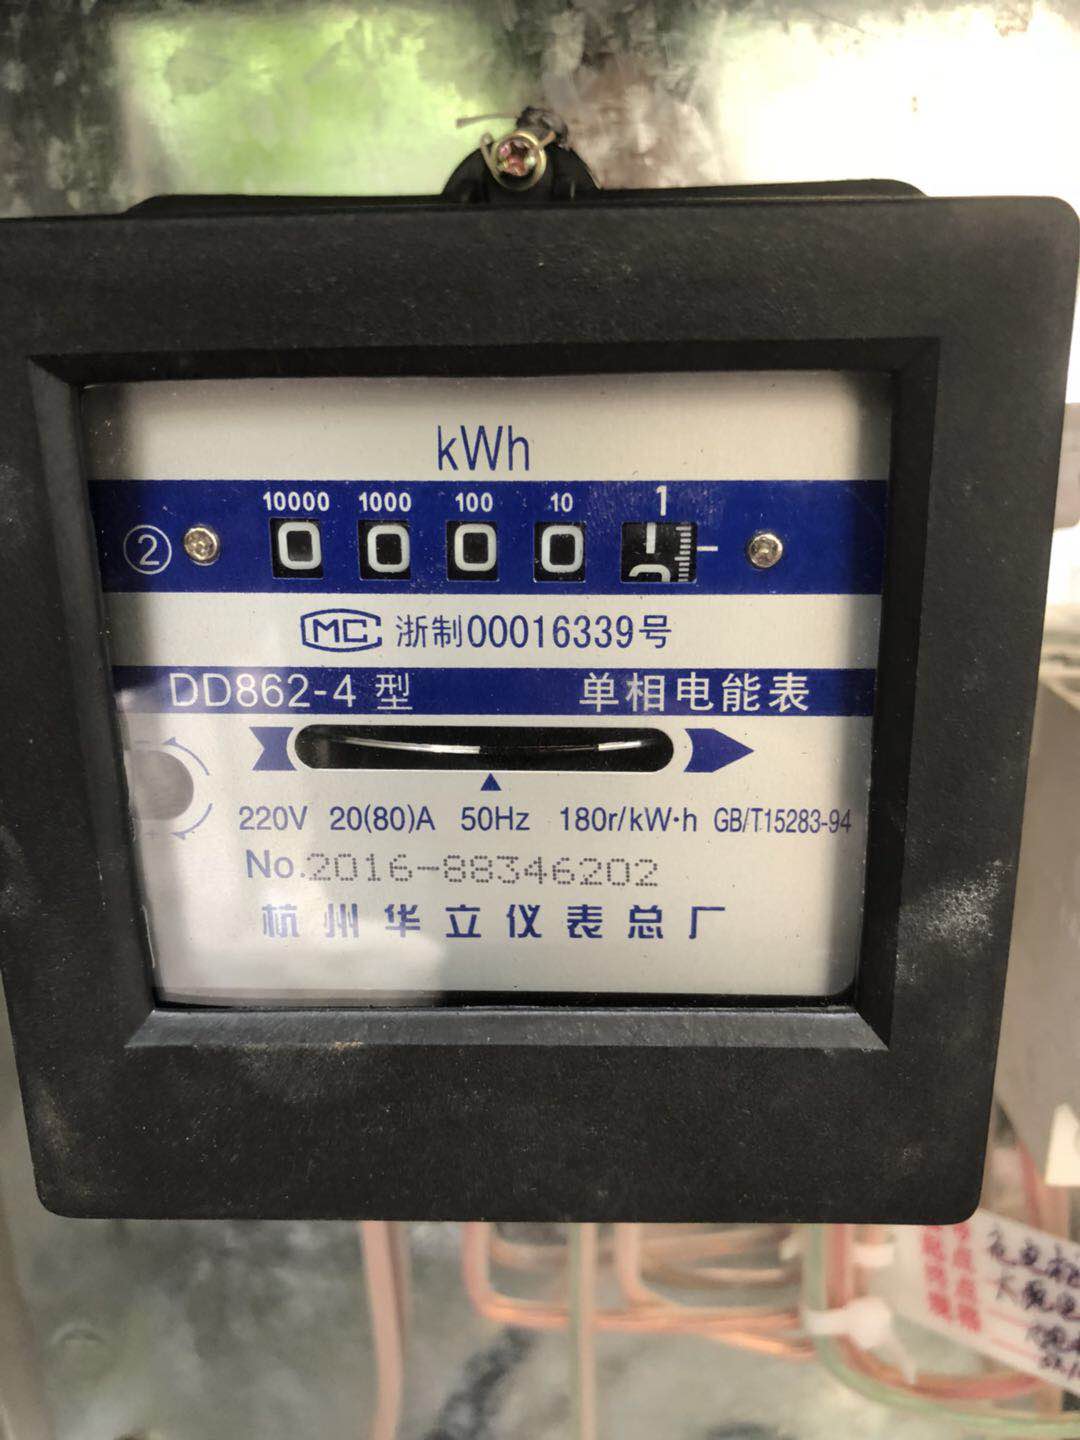 kWh
10000 1000 100 10 1
② 0 0 0 0
MC 浙制00016339号
DD862-4 型 单相电能表
220V 20(80)A 50Hz 180r/kW·h GB/T15283-94
No.2016-88346202
杭州华立仪表总厂